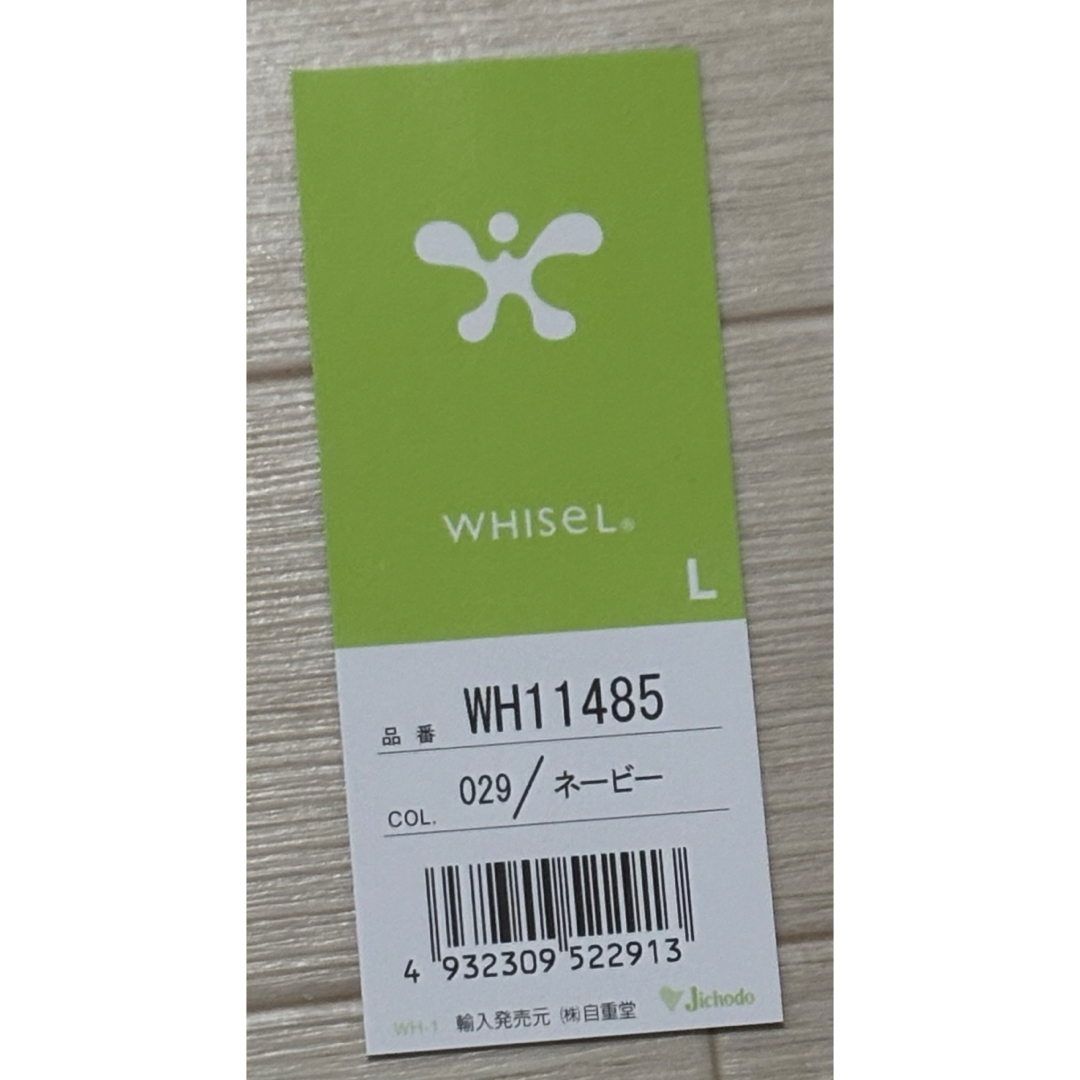 WHISeL®
L
品番 WH11485
COL. 029/ネービー
4 932309 522913
WH-1 輸入発売元 ㈱自重堂 Jichodo